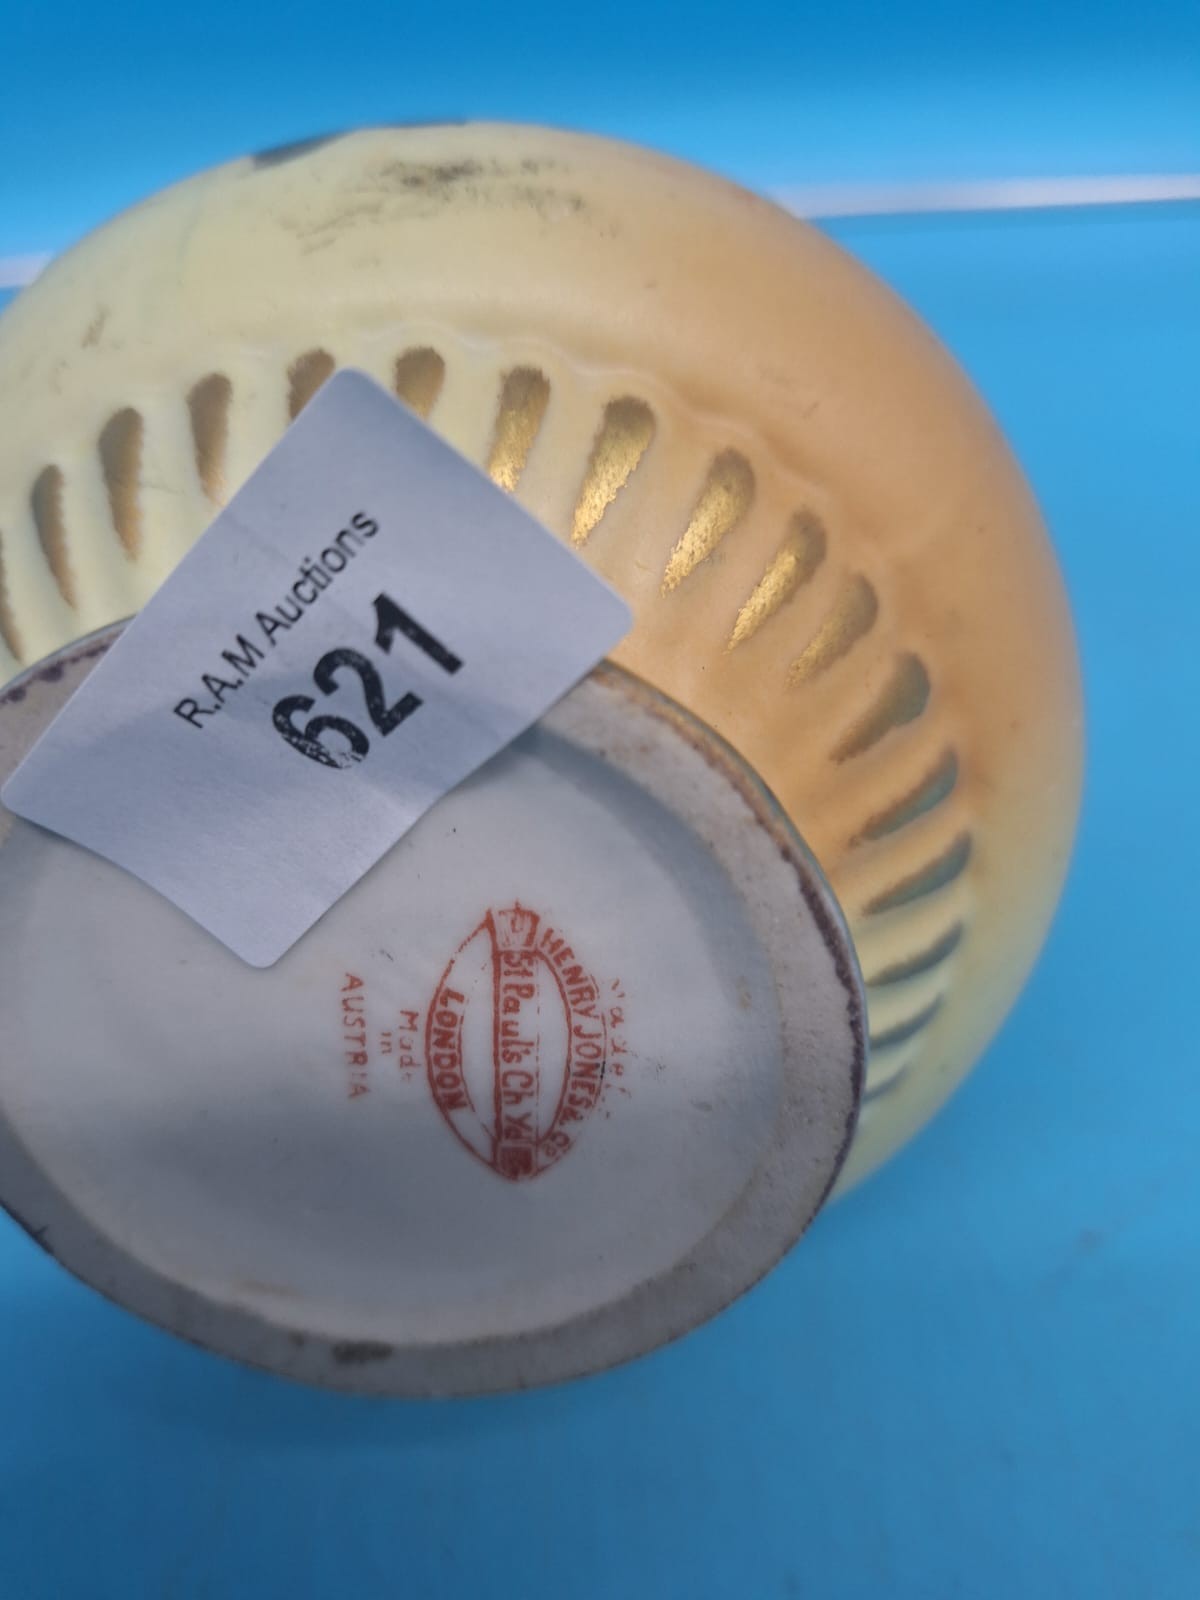 R.A.M Auctions
621
HENRY JONES & Co
St Paul's Ch Yd
LONDON
Made
in
AUSTRIA